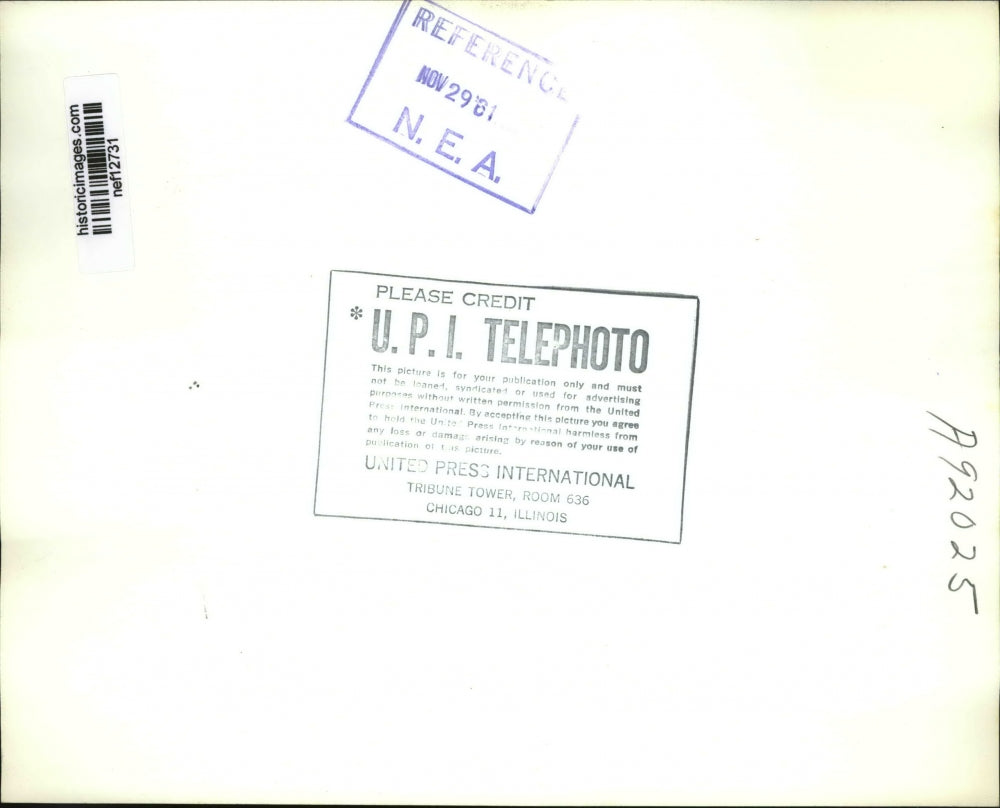 REFERENCE
NOV 29 '61
N. E. A.
historicimages.com
nef12731
PLEASE CREDIT
* U. P. I. TELEPHOTO
This picture is for your publication only and must
not be loaned, syndicated or used for advertising
purposes without written permission from the United
Press International. By accepting this picture you agree
to hold the United Press International harmless from
any loss or damage arising by reason of your use of
publication of this picture.
UNITED PRESS INTERNATIONAL
TRIBUNE TOWER, ROOM 636
CHICAGO 11, ILLINOIS
A92025